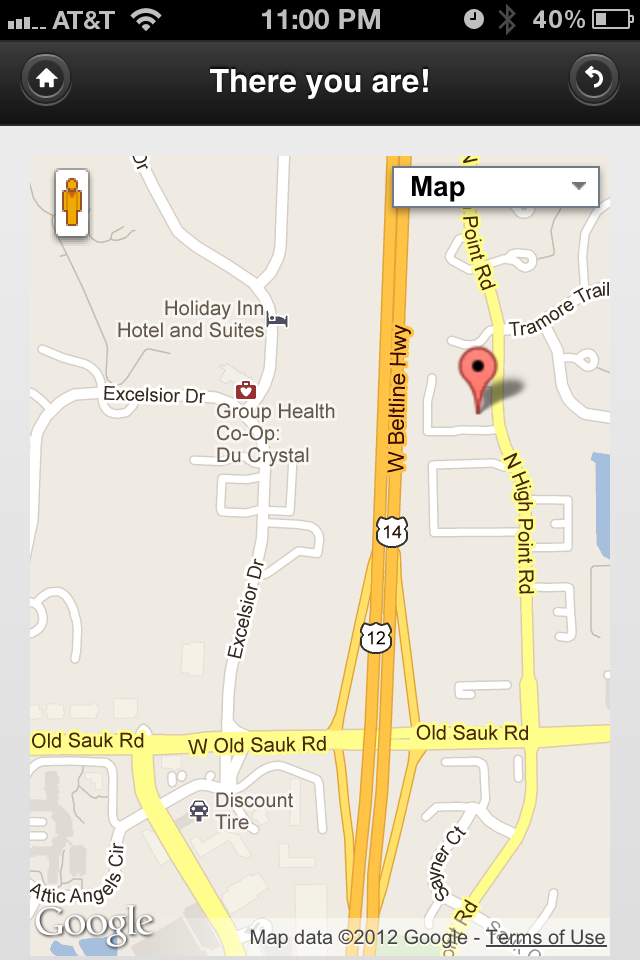 AT&T
11:00 PM
40%
There you are!
Map
Dr
N High Point Rd
Tramore Trail
Holiday Inn
Hotel and Suites
W Beltline Hwy
Excelsior Dr
Group Health
Co-Op:
Du Crystal
N High Point Rd
14
Excelsior Dr
12
Old Sauk Rd
W Old Sauk Rd
Old Sauk Rd
Discount
Tire
Sayner Ct
Attic Angels Cir
Google
Map data ©2012 Google - Terms of Use